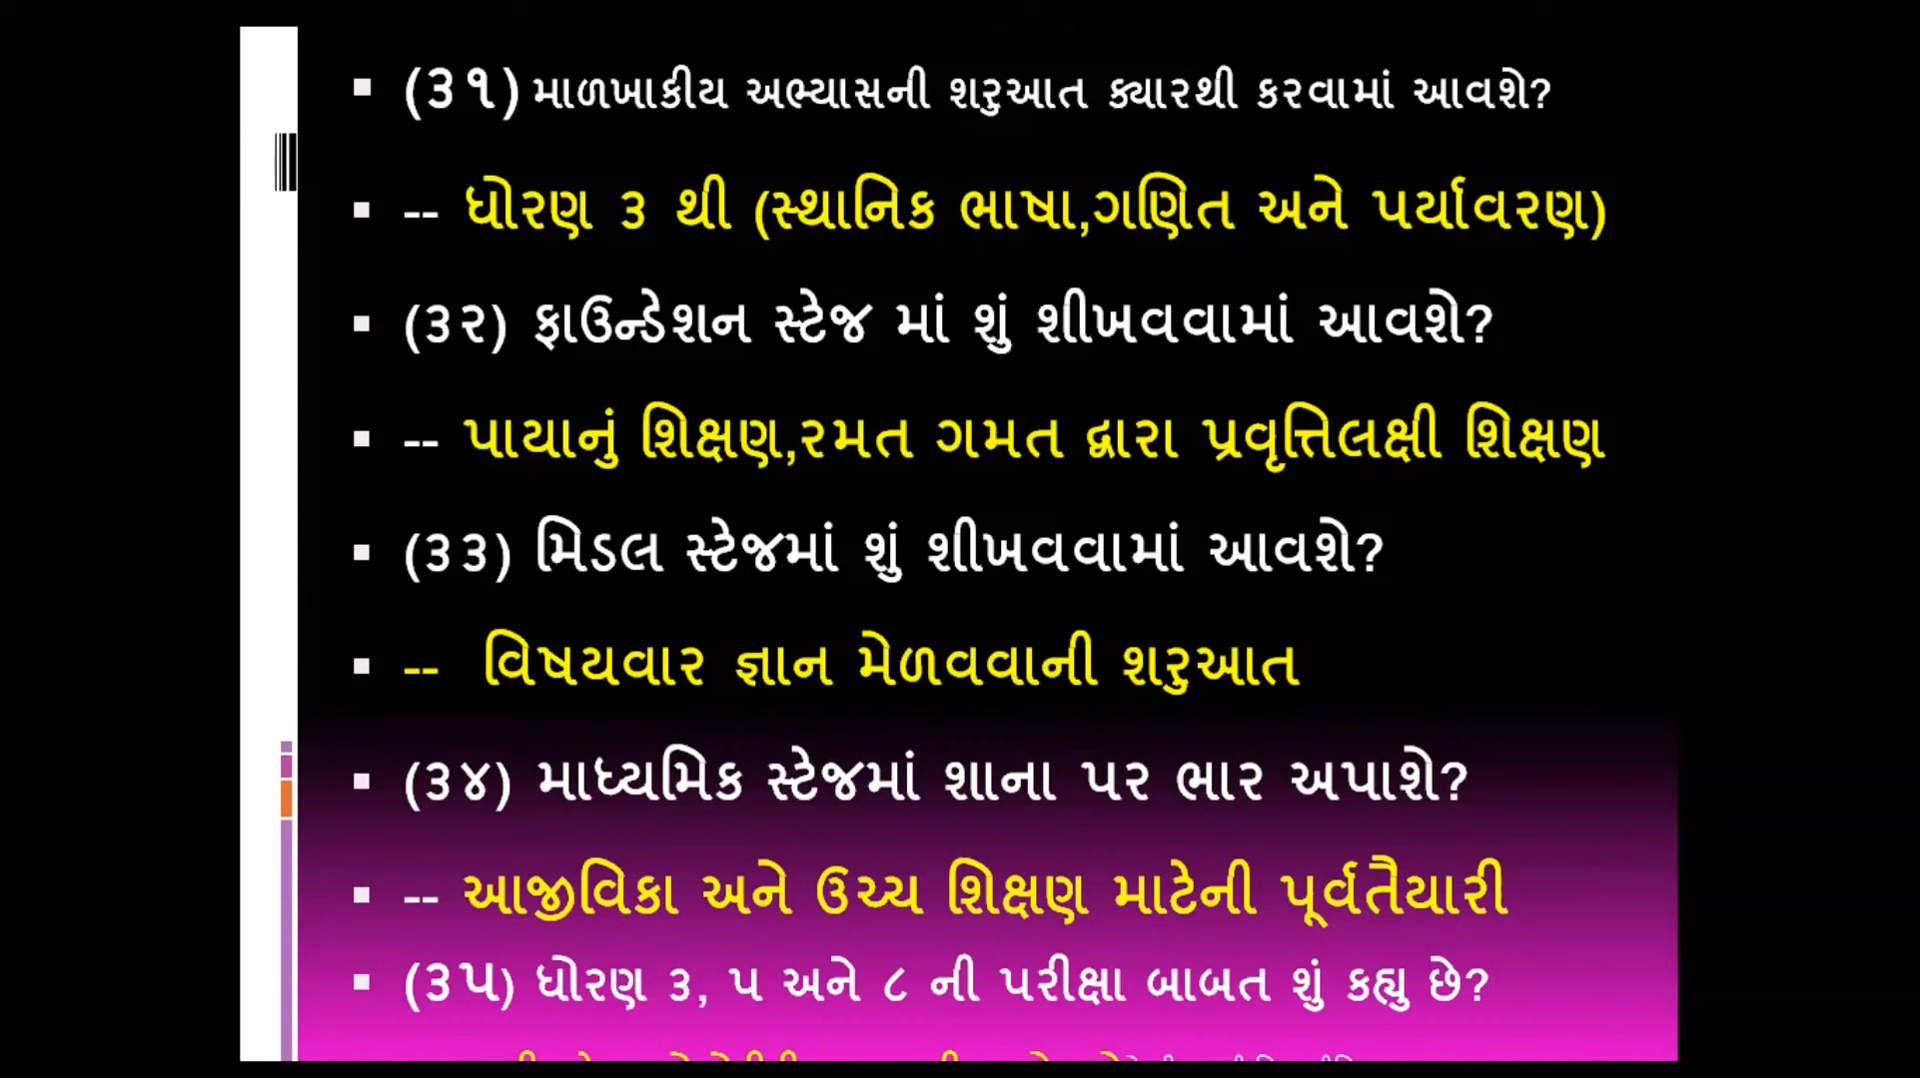 ▪ (૩૧) માળખાકીય અભ્યાસની શરુઆત ક્યારથી કરવામાં આવશે?
▪ -- ધોરણ ૩ થી (સ્થાનિક ભાષા,ગણિત અને પર્યાવરણ)
▪ (૩૨) ફાઉન્ડેશન સ્ટેજ માં શું શીખવવામાં આવશે?
▪ -- પાયાનું શિક્ષણ,રમત ગમત દ્વારા પ્રવૃત્તિલક્ષી શિક્ષણ
▪ (૩૩) મિડલ સ્ટેજમાં શું શીખવવામાં આવશે?
▪ -- વિષયવાર જ્ઞાન મેળવવાની શરુઆત
▪ (૩૪) માધ્યમિક સ્ટેજમાં શાના પર ભાર અપાશે?
▪ -- આજીવિકા અને ઉચ્ચ શિક્ષણ માટેની પૂર્વતૈયારી
▪ (૩૫) ધોરણ ૩, ૫ અને ૮ ની પરીક્ષા બાબત શું કહ્યુ છે?